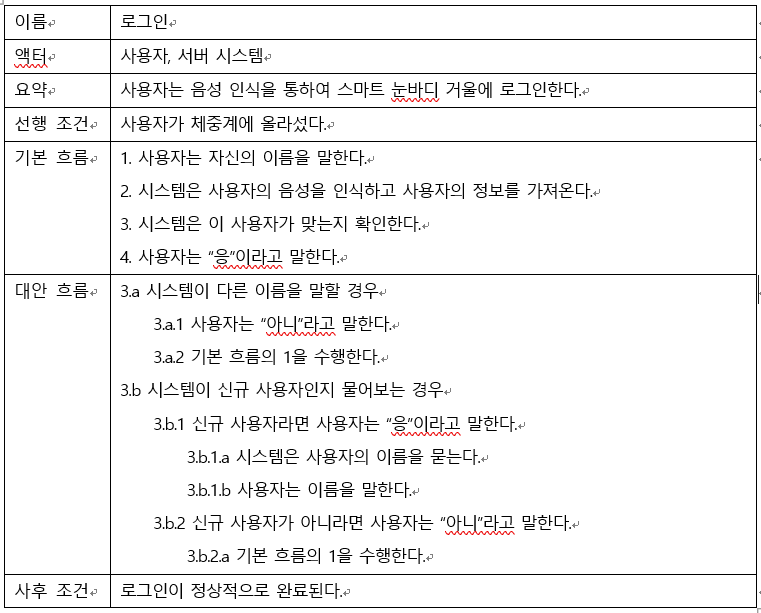 이름 로그인
액터 사용자, 서버 시스템
요약 사용자는 음성 인식을 통하여 스마트 눈바디 거울에 로그인한다.
선행 조건 사용자가 체중계에 올라섰다.
기본 흐름 1. 사용자는 자신의 이름을 말한다.
2. 시스템은 사용자의 음성을 인식하고 사용자의 정보를 가져온다.
3. 시스템은 이 사용자가 맞는지 확인한다.
4. 사용자는 “응”이라고 말한다.
대안 흐름 3.a 시스템이 다른 이름을 말할 경우
3.a.1 사용자는 “아니”라고 말한다.
3.a.2 기본 흐름의 1을 수행한다.
3.b 시스템이 신규 사용자인지 물어보는 경우
3.b.1 신규 사용자라면 사용자는 “응”이라고 말한다.
3.b.1.a 시스템은 사용자의 이름을 묻는다.
3.b.1.b 사용자는 이름을 말한다.
3.b.2 신규 사용자가 아니라면 사용자는 “아니”라고 말한다.
3.b.2.a 기본 흐름의 1을 수행한다.
사후 조건 로그인이 정상적으로 완료된다.